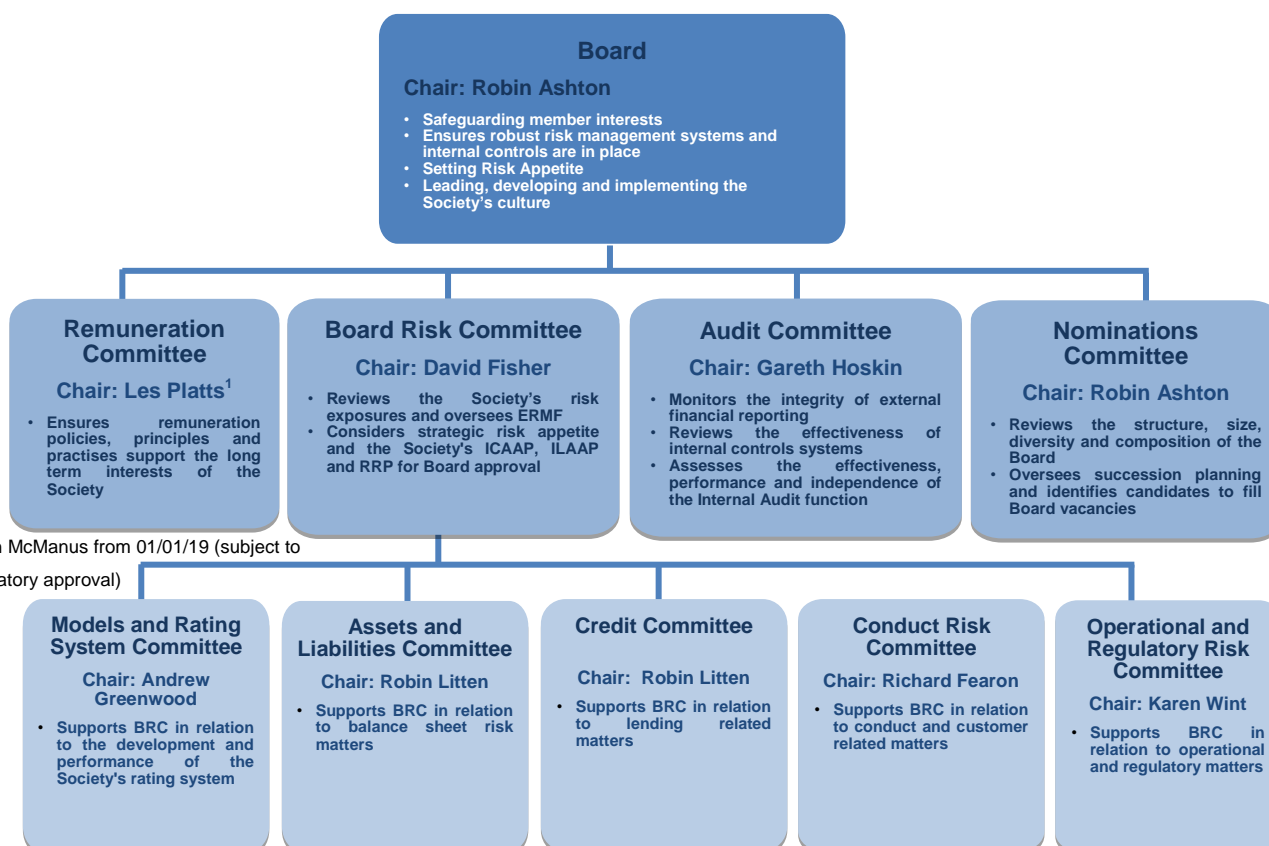 Board
Chair: Robin Ashton
• Safeguarding member interests
• Ensures robust risk management systems and
internal controls are in place
• Setting Risk Appetite
• Leading, developing and implementing the
Society's culture
Remuneration
Committee
Chair: Les Platts1
• Ensures remuneration
policies, principles and
practises support the long
term interests of the
Society
Board Risk Committee
Chair: David Fisher
• Reviews the Society's risk
exposures and oversees ERMF
• Considers strategic risk appetite
and the Society's ICAAP, ILAAP
and RRP for Board approval
Audit Committee
Chair: Gareth Hoskin
• Monitors the integrity of external
financial reporting
• Reviews the effectiveness of
internal controls systems
• Assesses the effectiveness,
performance and independence of
the Internal Audit function
Nominations
Committee
Chair: Robin Ashton
• Reviews the structure, size,
diversity and composition of the
Board
• Oversees succession planning
and identifies candidates to fill
Board vacancies
McManus from 01/01/19 (subject to
approval)
Models and Rating
System Committee
Chair: Andrew
Greenwood
• Supports BRC in relation
to the development and
performance of the
Society's rating system
Assets and
Liabilities Committee
Chair: Robin Litten
• Supports BRC in relation
to balance sheet risk
matters
Credit Committee
Chair: Robin Litten
• Supports BRC in relation
to lending related
matters
Conduct Risk
Committee
Chair: Richard Fearon
• Supports BRC in relation
to conduct and customer
related matters
Operational and
Regulatory Risk
Committee
Chair: Karen Wint
• Supports BRC in
relation to operational
and regulatory matters